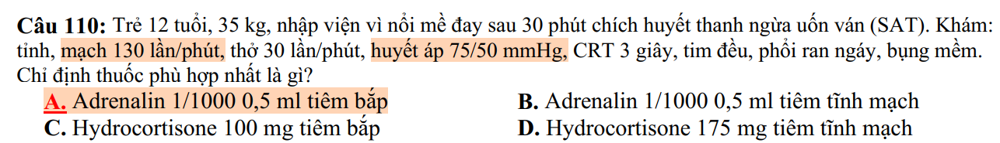 Câu 110: Trẻ 12 tuổi, 35 kg, nhập viện vì nổi mề đay sau 30 phút chích huyết thanh ngừa uốn ván (SAT). Khám:
tỉnh, mạch 130 lần/phút, thở 30 lần/phút, huyết áp 75/50 mmHg, CRT 3 giây, tim đều, phổi ran ngáy, bụng mềm.
Chỉ định thuốc phù hợp nhất là gì?
A. Adrenalin 1/1000 0,5 ml tiêm bắp B. Adrenalin 1/1000 0,5 ml tiêm tĩnh mạch
C. Hydrocortisone 100 mg tiêm bắp D. Hydrocortisone 175 mg tiêm tĩnh mạch